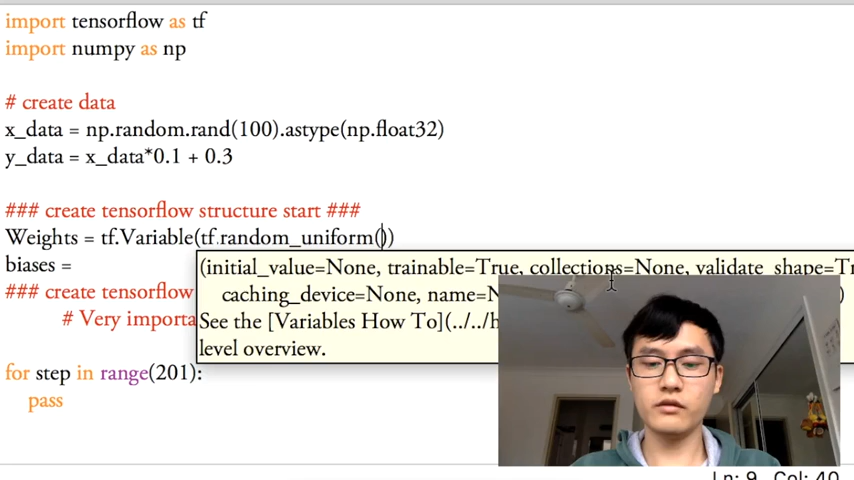 import tensorflow as tf
import numpy as np
# create data
x_data = np.random.rand(100).astype(np.float32)
y_data = x_data*0.1 + 0.3
### create tensorflow structure start ###
Weights = tf.Variable(tf.random_uniform())
biases =
(initial_value=None, trainable=True, collections=None, validate_shape=Tr
### create tensorflow
caching_device=None, name=N
)
# Very importa
See the [Variables How To](../../h
level overview.
for step in range(201):
pass
Ln: 9 Col: 40